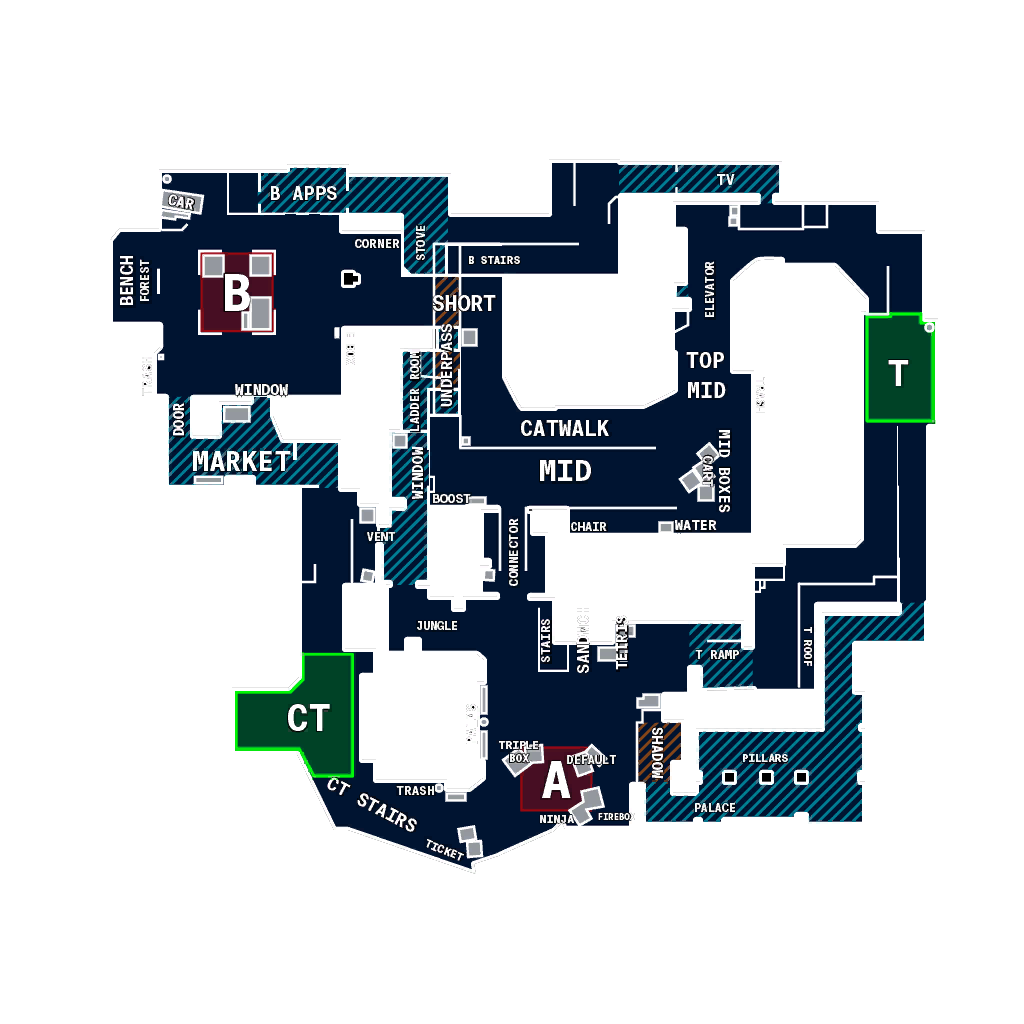 TV
B APPS
CAR
CORNER
STOVE
B STAIRS
BENCH
FOREST
B
SHORT
ELEVATOR
UNDERPASS
TOP
MID
T
LADDER ROOM
WINDOW
DOOR
MARKET
CATWALK
MID
WINDOW
MID BOXES
CART
BOOST
CHAIR
WATER
VENT
CONNECTOR
JUNGLE
STAIRS
SANDWICH
TETRIS
T RAMP
T ROOF
CT
TRIPLE
BOX
DEFAULT
SHADOW
PILLARS
A
TRASH
CT STAIRS
PALACE
NINJA
TICKET